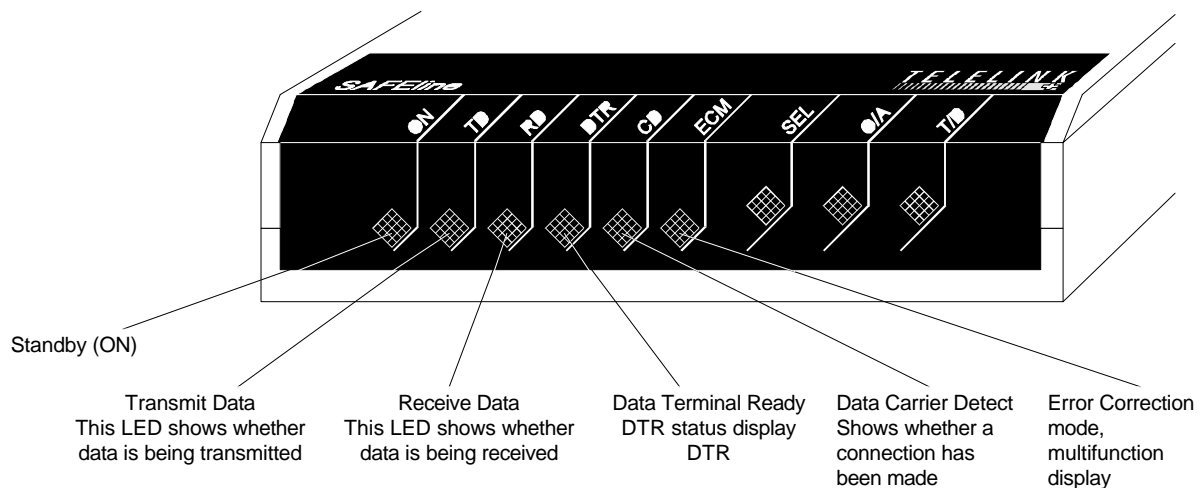 SAFEline
TELELINK
ON
TD
RD
DTR
CD
ECM
SEL
O/A
T/D
Standby (ON)
Transmit Data
This LED shows whether
data is being transmitted
Receive Data
This LED shows whether
data is being received
Data Terminal Ready
DTR status display
DTR
Data Carrier Detect
Shows whether a
connection has
been made
Error Correction
mode,
multifunction
display